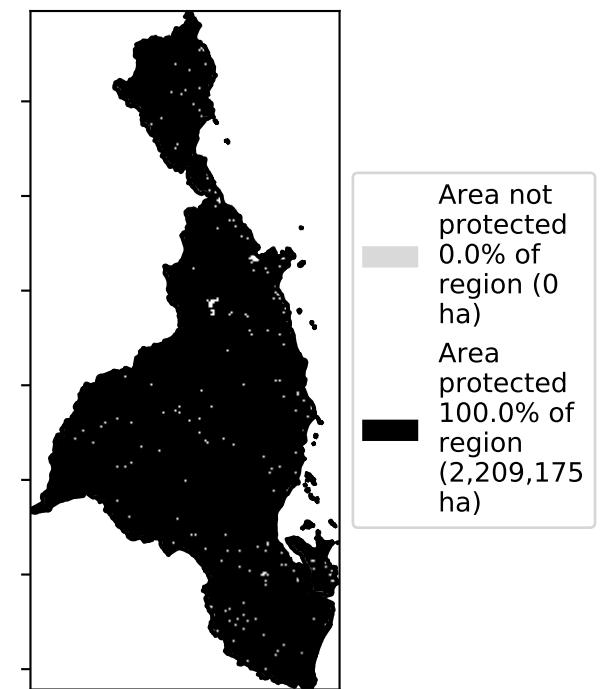 Area not
protected
0.0% of
region (0
ha)
Area
protected
100.0% of
region
(2,209,175
ha)